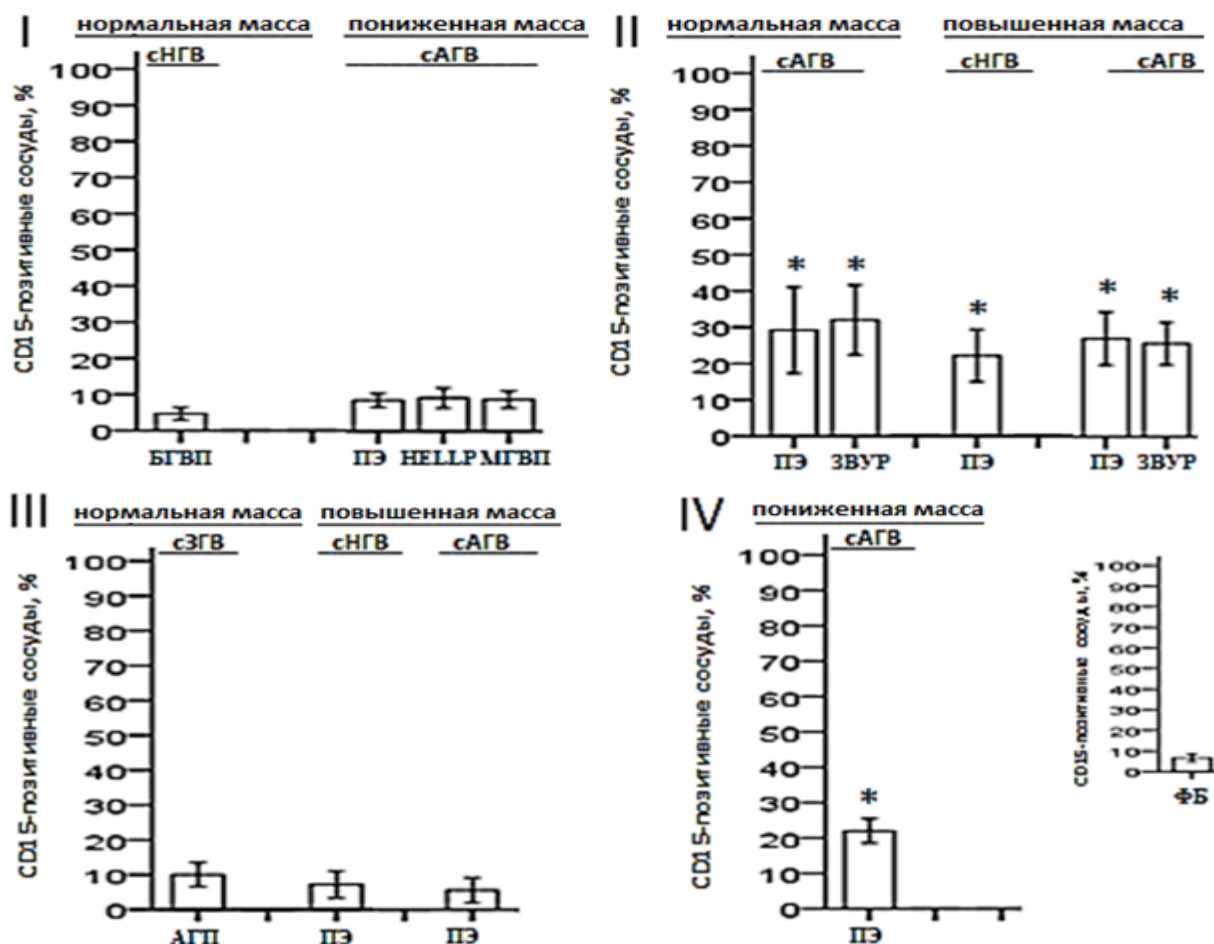 I нормальная масса пониженная масса
сНГВ сАГВ
CD15-позитивные сосуды, %
100
90
80
70
60
50
40
30
20
10
0
БГВП ПЭ HELLP МГВП
II нормальная масса повышенная масса
сАГВ сНГВ сАГВ
CD15-позитивные сосуды, %
100
90
80
70
60
50
40
30
20
10
0
* * * * *
ПЭ ЗВУР ПЭ ПЭ ЗВУР
III нормальная масса повышенная масса
сЗГВ сНГВ сАГВ
CD15-позитивные сосуды, %
100
90
80
70
60
50
40
30
20
10
0
АГП ПЭ ПЭ
IV пониженная масса
сАГВ
CD15-позитивные сосуды, %
100
90
80
70
60
50
40
30
20
10
0
*
ПЭ
CD15-позитивные сосуды, %
100
90
80
70
60
50
40
30
20
10
0
ФБ